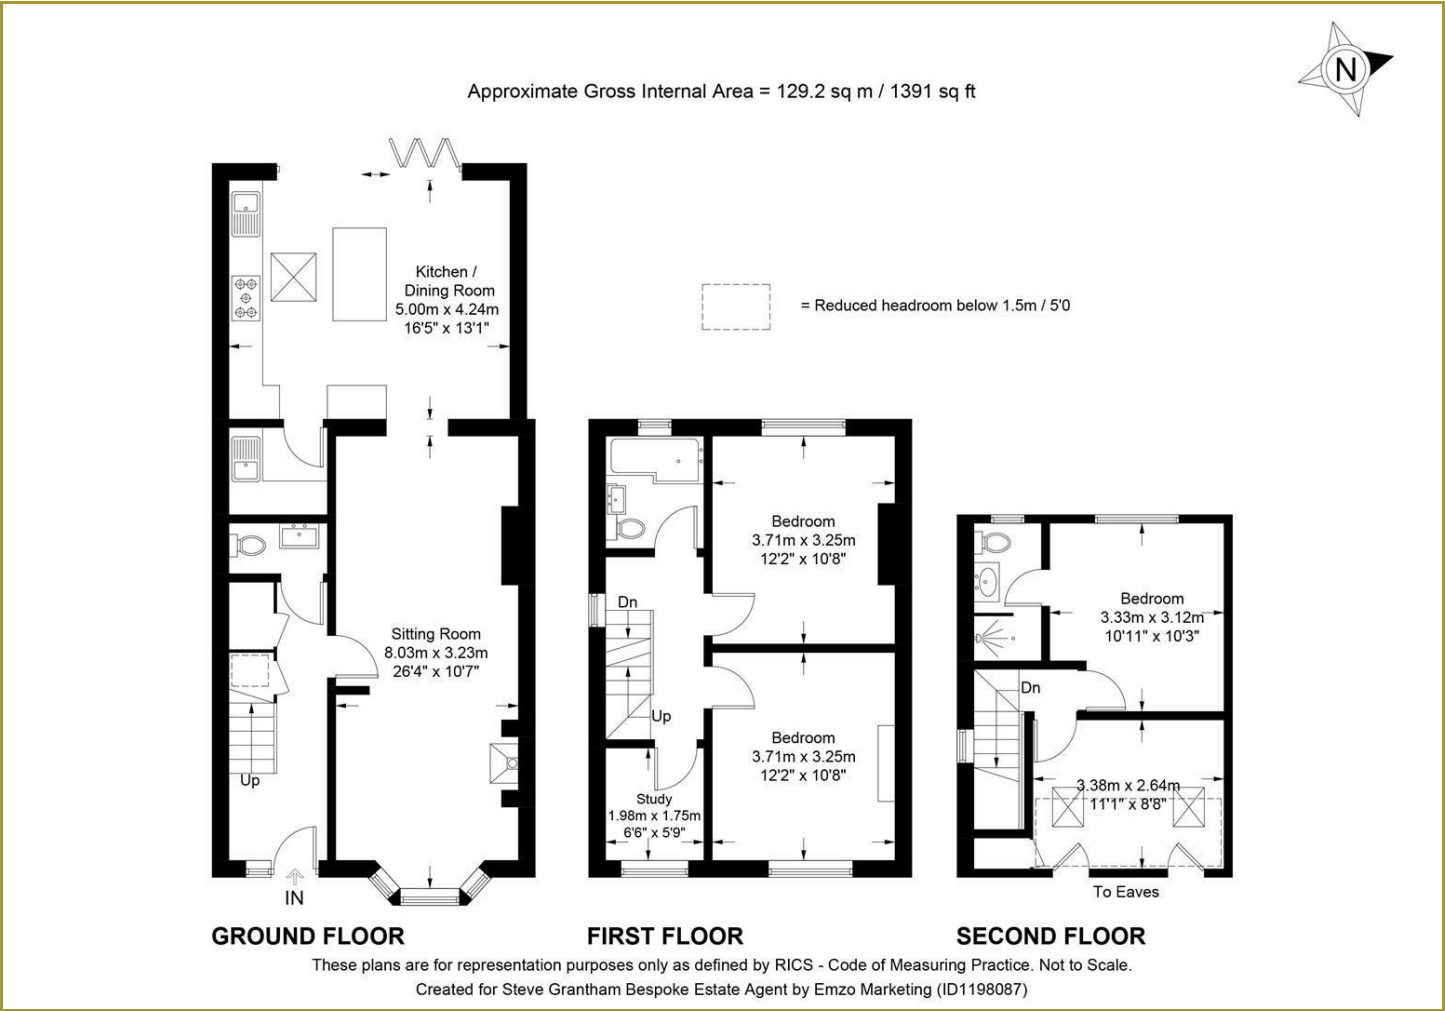 N
Approximate Gross Internal Area = 129.2 sq m / 1391 sq ft
Kitchen /
Dining Room
5.00m x 4.24m
16'5" x 13'1"
= Reduced headroom below 1.5m / 5'0
Sitting Room
8.03m x 3.23m
26'4" x 10'7"
Up
IN
GROUND FLOOR
Bedroom
3.71m x 3.25m
12'2" x 10'8"
Dn
Up
Bedroom
3.71m x 3.25m
12'2" x 10'8"
Study
1.98m x 1.75m
6'6" x 5'9"
FIRST FLOOR
Bedroom
3.33m x 3.12m
10'11" x 10'3"
Dn
3.38m x 2.64m
11'1" x 8'8"
To Eaves
SECOND FLOOR
These plans are for representation purposes only as defined by RICS - Code of Measuring Practice. Not to Scale.
Created for Steve Grantham Bespoke Estate Agent by Emzo Marketing (ID1198087)